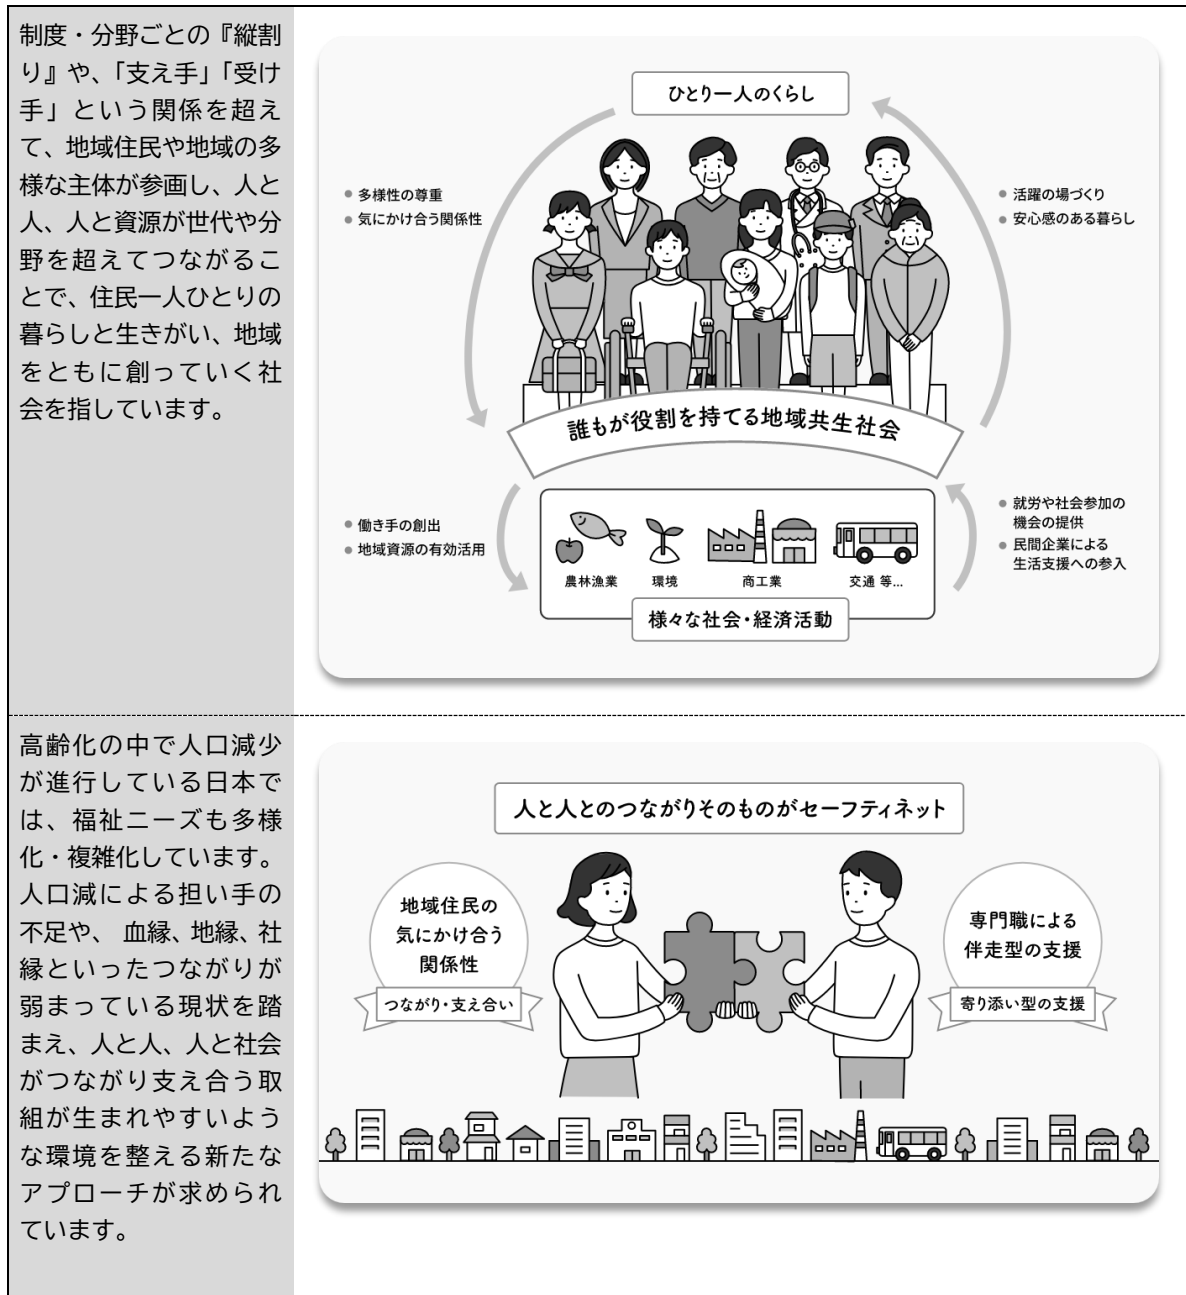 制度・分野ごとの『縦割
り』や、「支え手」「受け
手」という関係を超え
て、地域住民や地域の多
様な主体が参画し、人と
人、人と資源が世代や分
野を超えてつながるこ
とで、住民一人ひとりの
暮らしと生きがい、地域
をともに創っていく社
会を指しています。
ひとり一人のくらし
多様性の尊重
気にかけ合う関係性
活躍の場づくり
安心感のある暮らし
誰もが役割を持てる地域共生社会
働き手の創出
地域資源の有効活用
就労や社会参加の
機会の提供
民間企業による
生活支援への参入
農林漁業
環境
商工業
交通 等...
様々な社会・経済活動
高齢化の中で人口減少
が進行している日本で
は、福祉ニーズも多様
化・複雑化しています。
人口減による担い手の
不足や、 血縁、地縁、社
縁といったつながりが
弱まっている現状を踏
まえ、人と人、人と社会
がつながり支え合う取
組が生まれやすいよう
な環境を整える新たな
アプローチが求められ
ています。
人と人とのつながりそのものがセーフティネット
地域住民の
気にかけ合う
関係性
つながり・支え合い
専門職による
伴走型の支援
寄り添い型の支援